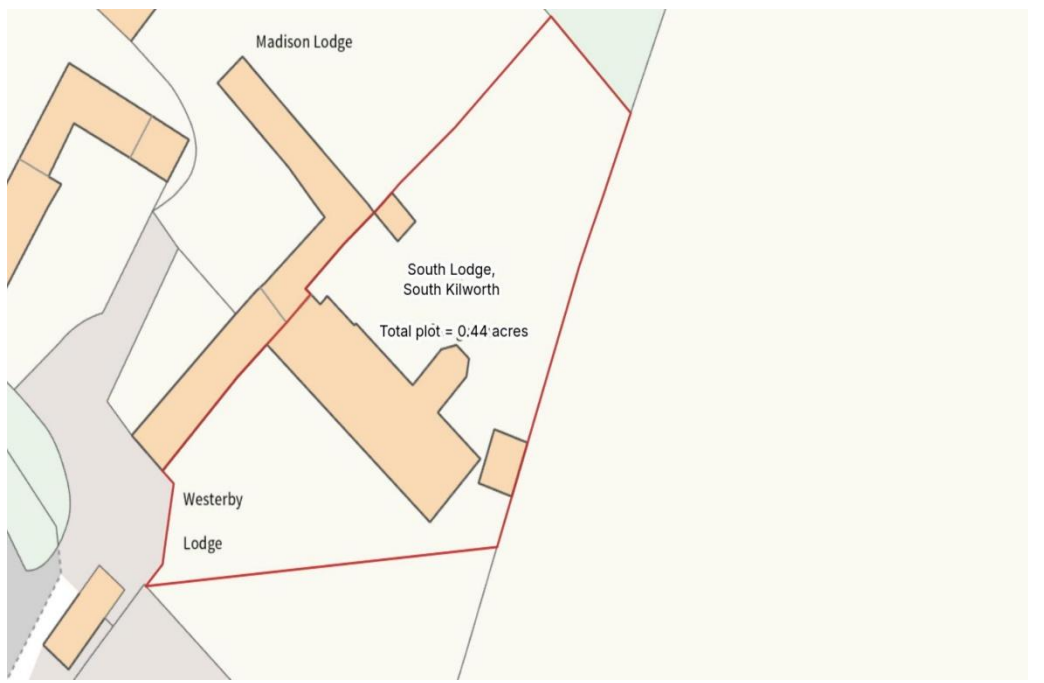 Madison Lodge
South Lodge,
South Kilworth
Total plot = 0.44 acres
Westerby
Lodge